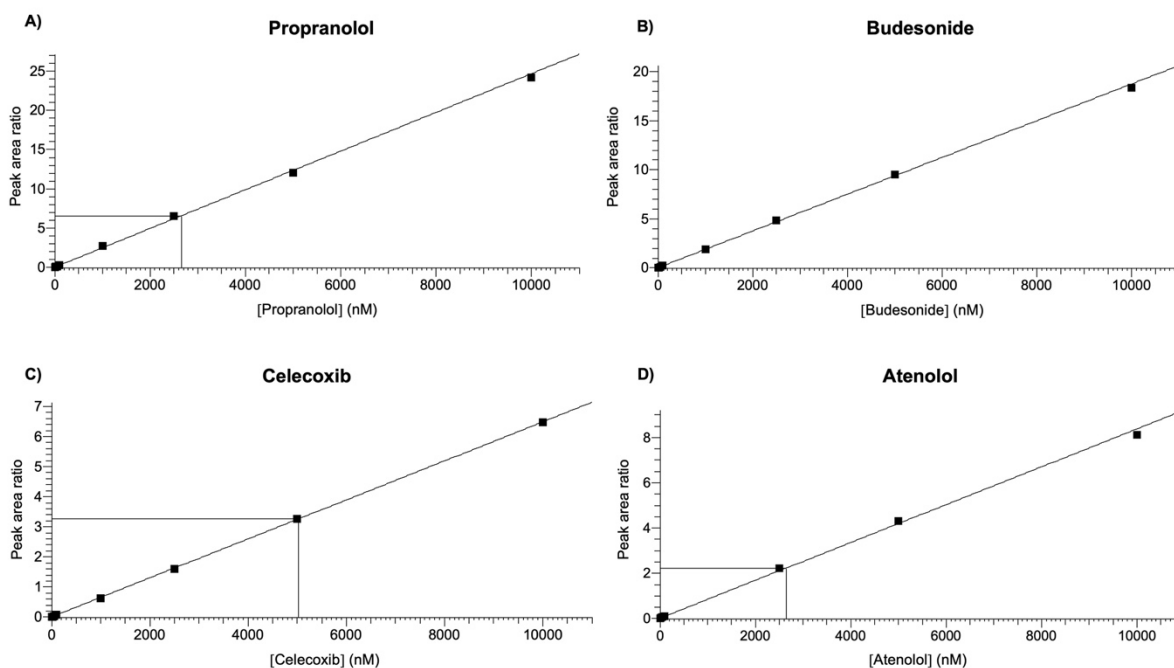 A)
Propranolol
25
20
15
10
5
0
Peak area ratio
0 2000 4000 6000 8000 10000
[Propranolol] (nM)
B)
Budesonide
20
15
10
5
0
Peak area ratio
0 2000 4000 6000 8000 10000
[Budesonide] (nM)
C)
Celecoxib
7
6
5
4
3
2
1
0
Peak area ratio
0 2000 4000 6000 8000 10000
[Celecoxib] (nM)
D)
Atenolol
8
6
4
2
0
Peak area ratio
0 2000 4000 6000 8000 10000
[Atenolol] (nM)